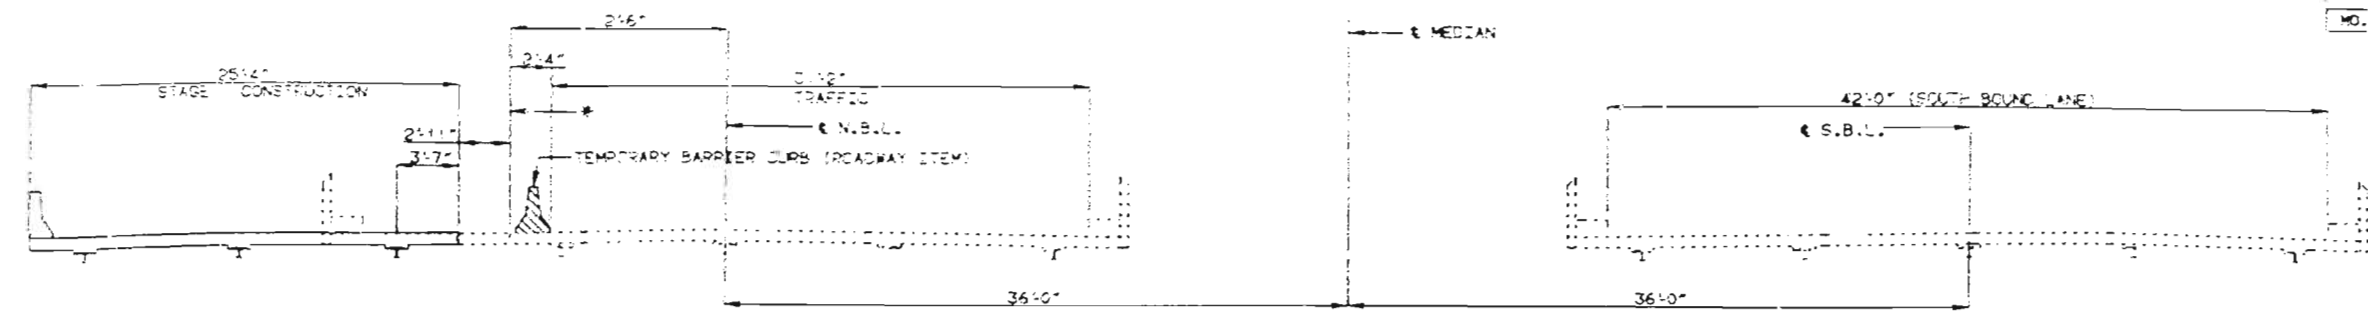 MO.
℄ MEDIAN
2'-4"
25'-4"
STAGE CONSTRUCTION
TRAFFIC
42'-0" (SOUTH BOUND LANE)
*
℄ N.B.L.
℄ S.B.L.
2'-11"
3'-7"
TEMPORARY BARRIER CURB (ROADWAY ITEM)
36'-0"
36'-0"